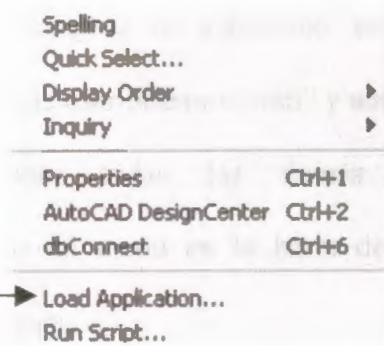 Spelling
Quick Select...
Display Order
Inquiry
Properties Ctrl+1
AutoCAD DesignCenter Ctrl+2
dbConnect Ctrl+6
Load Application...
Run Script...